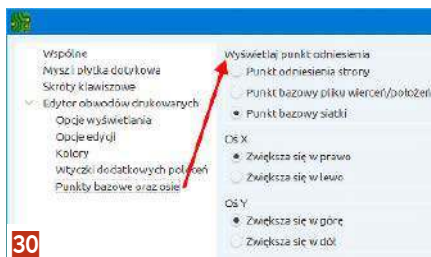 Wspólne
Mysz i płytka dotykowa
Skróty klawiszowe
Edytor obwodów drukowanych
Opcje wyświetlania
Opcje edycji
Kolory
Wtyczki dodatkowych poleceń
Punkty bazowe oraz osie
Wyświetlaj punkt odniesienia
Punkt odniesienia strony
Punkt bazowy pliku wierceń/położeń
Punkt bazowy siatki
Oś X
Zwiększa się w prawo
Zwiększa się w lewo
Oś Y
Zwiększa się w górę
Zwiększa się w dół
30